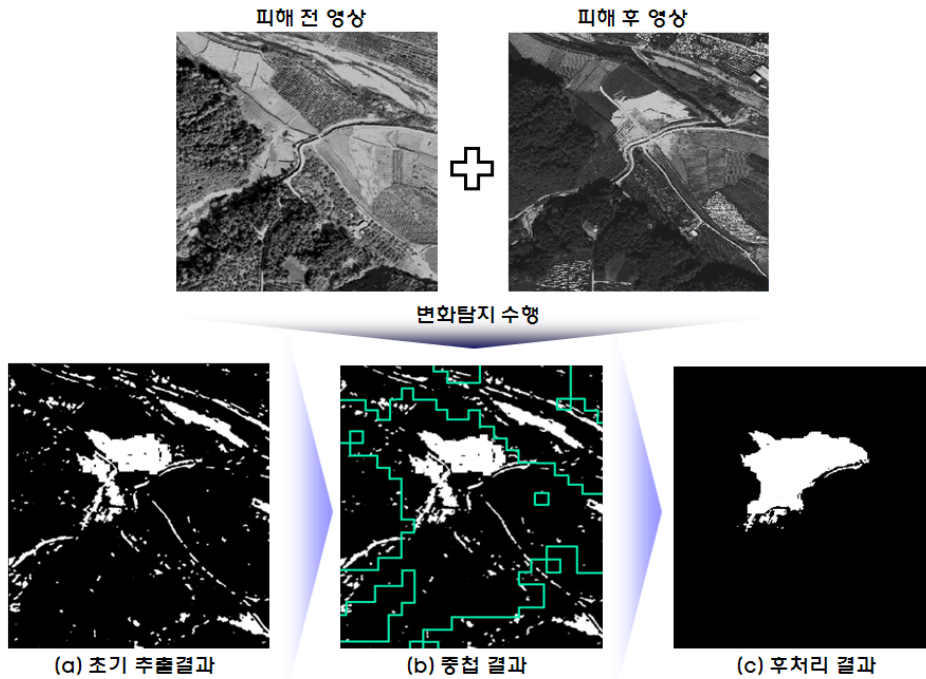 피해 전 영상
피해 후 영상
변화탐지 수행
(a) 초기 추출결과
(b) 중첩 결과
(c) 후처리 결과